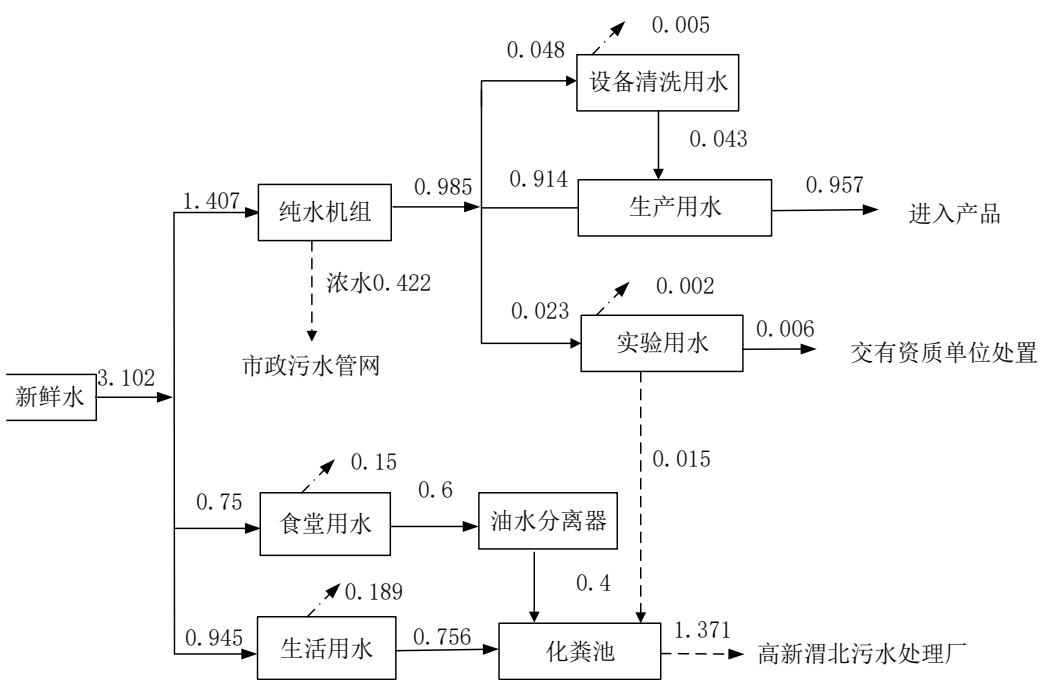 0.005
0.048
设备清洗用水
0.043
1.407
纯水机组
0.985
0.914
生产用水
0.957
进入产品
浓水0.422
市政污水管网
0.002
0.023
实验用水
0.006
交有资质单位处置
新鲜水
3.102
0.015
0.15
0.75
食堂用水
0.6
油水分离器
0.4
0.189
0.945
生活用水
0.756
化粪池
1.371
高新渭北污水处理厂